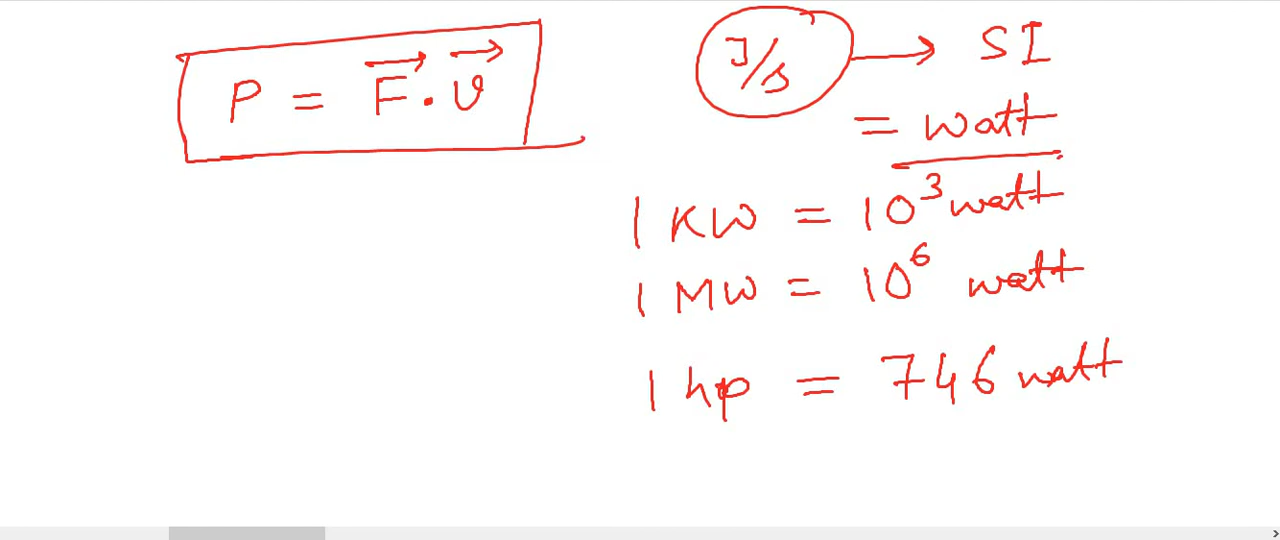 P = F⃗ · v⃗
J/s → SI
= watt
1 KW = 10³ watt
1 MW = 10⁶ watt
1 hp = 746 watt